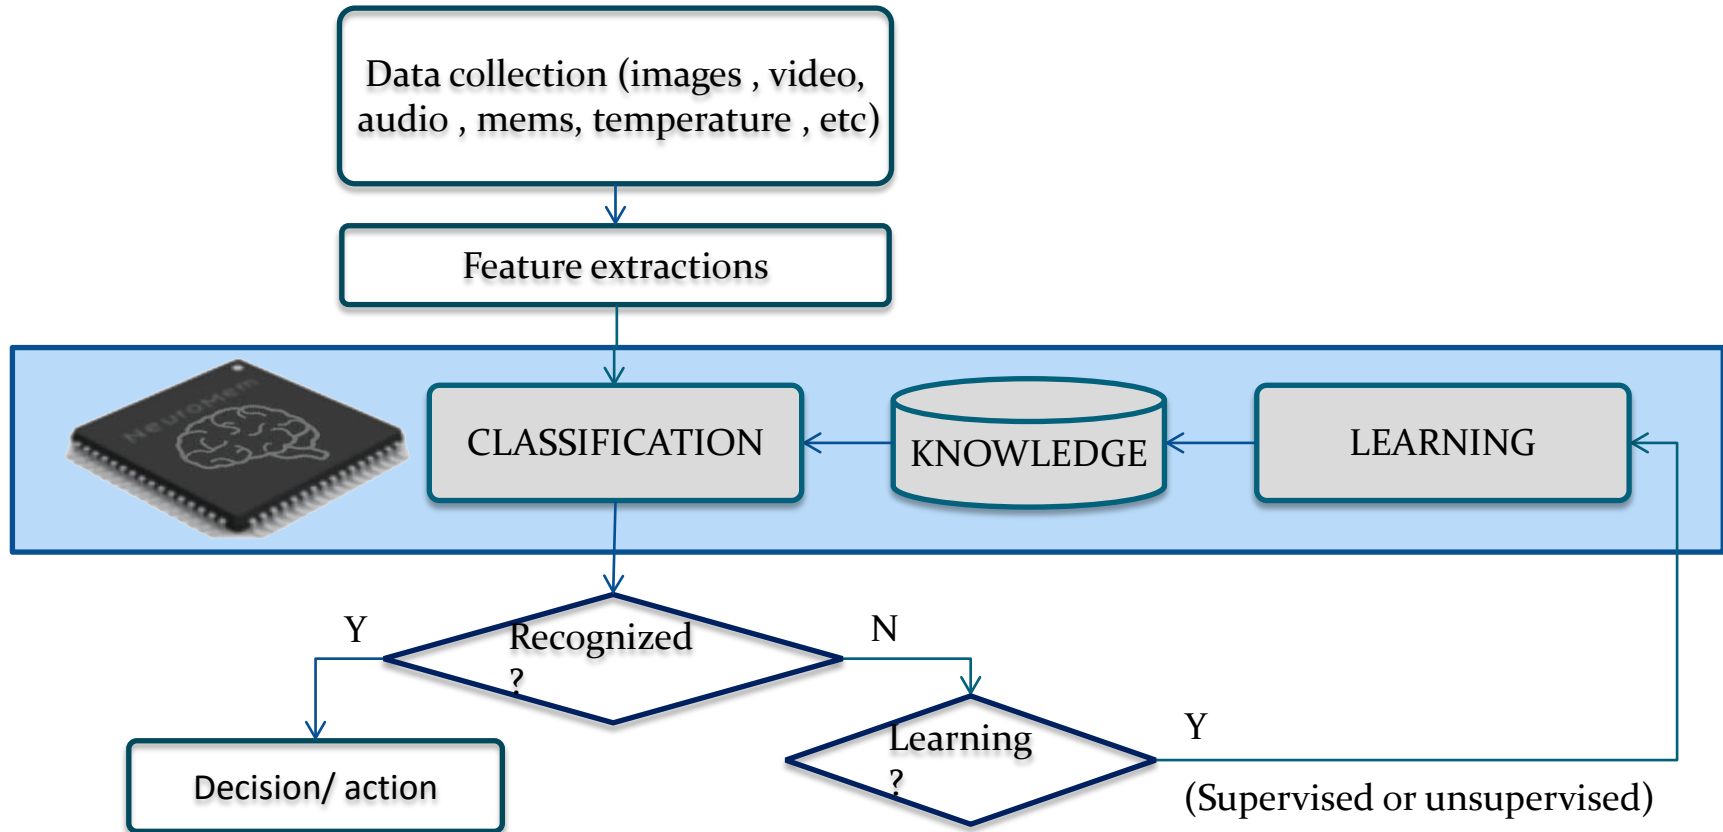 Data collection (images , video,
audio , mems, temperature , etc)
Feature extractions
NeuroMem
CLASSIFICATION
KNOWLEDGE
LEARNING
Y
Recognized
?
N
Learning
?
Y
Decision/ action
(Supervised or unsupervised)